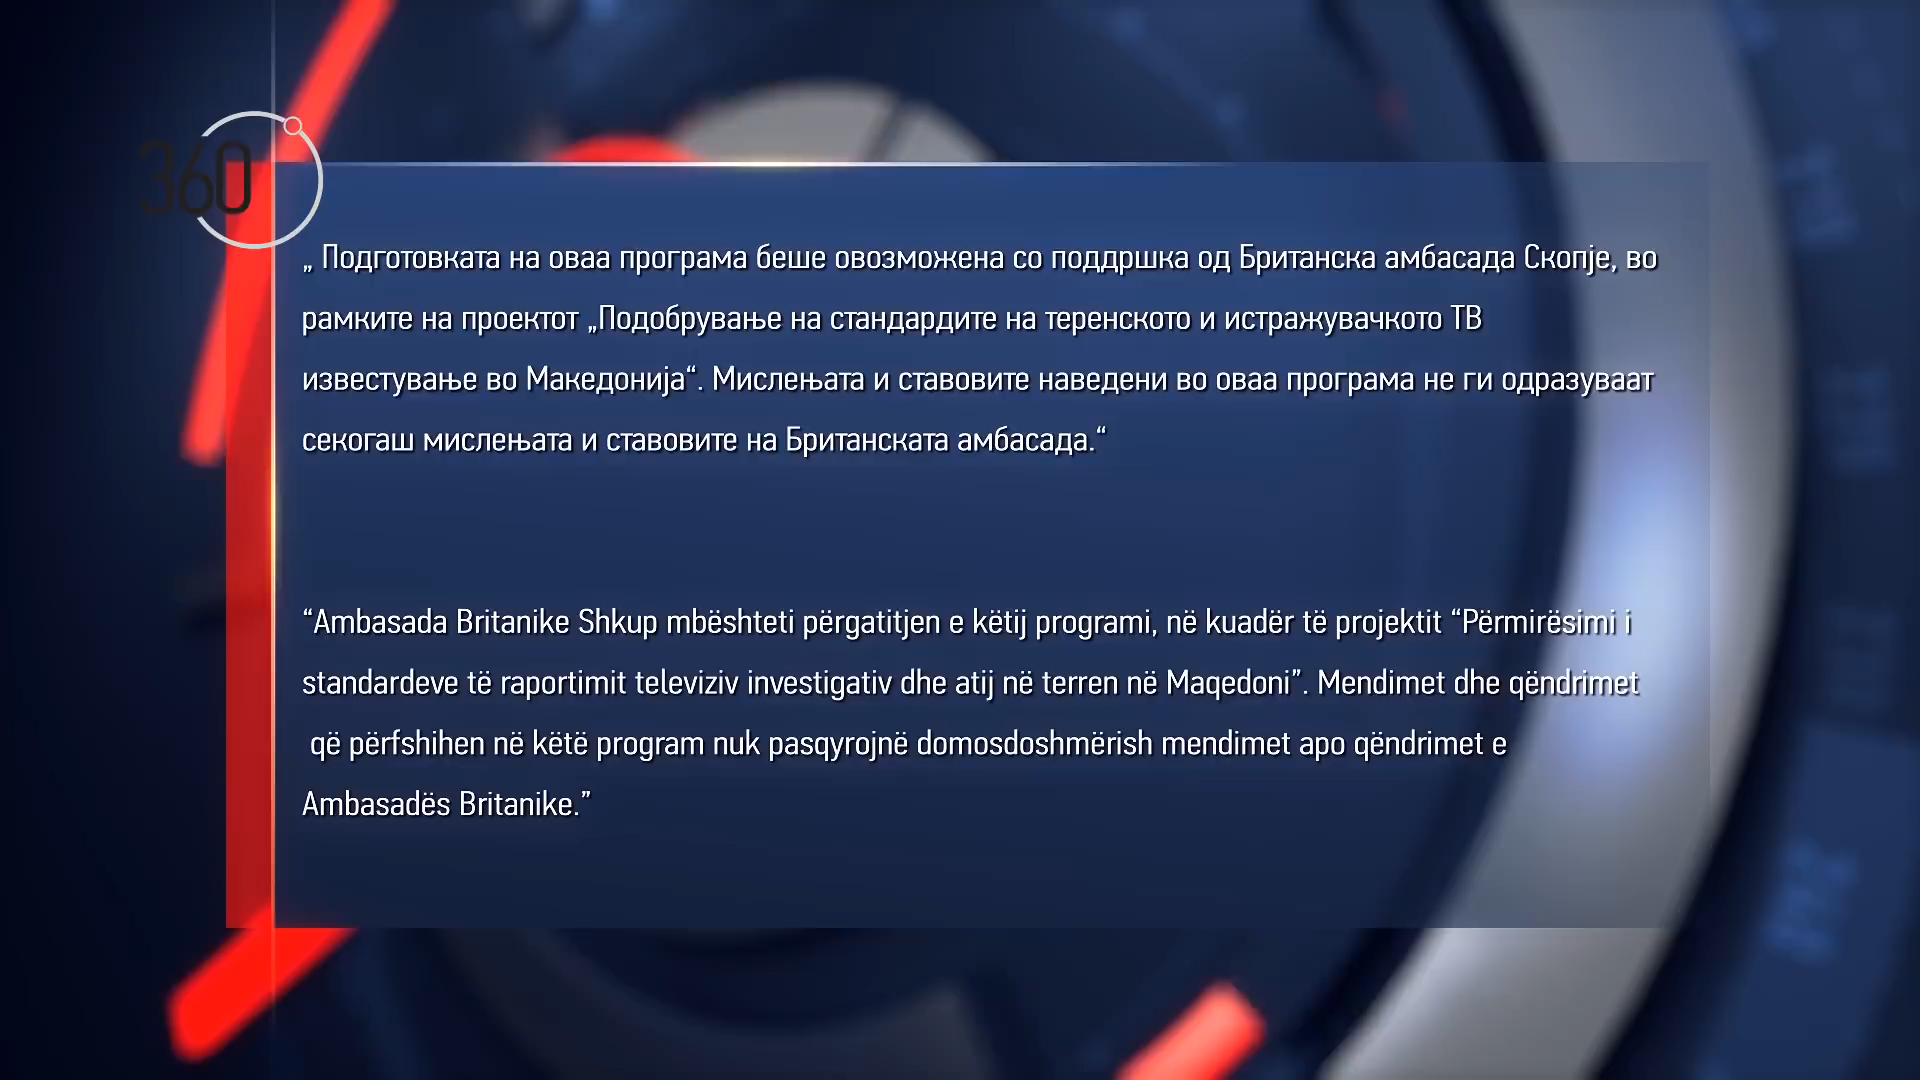 360
„ Подготовката на оваа програма беше овозможена со поддршка од Британска амбасада Скопје, во
рамките на проектот „Подобрување на стандардите на теренското и истражувачкото ТВ
известување во Македонија“. Мислењата и ставовите наведени во оваа програма не ги одразуваат
секогаш мислењата и ставовите на Британската амбасада.“
“Ambasada Britanike Shkup mbështeti përgatitjen e këtij programi, në kuadër të projektit “Përmirësimi i
standardeve të raportimit televiziv investigativ dhe atij në terren në Maqedoni”. Mendimet dhe qëndrimet
që përfshihen në këtë program nuk pasqyrojnë domosdoshmërish mendimet apo qëndrimet e
Ambasadës Britanike.”